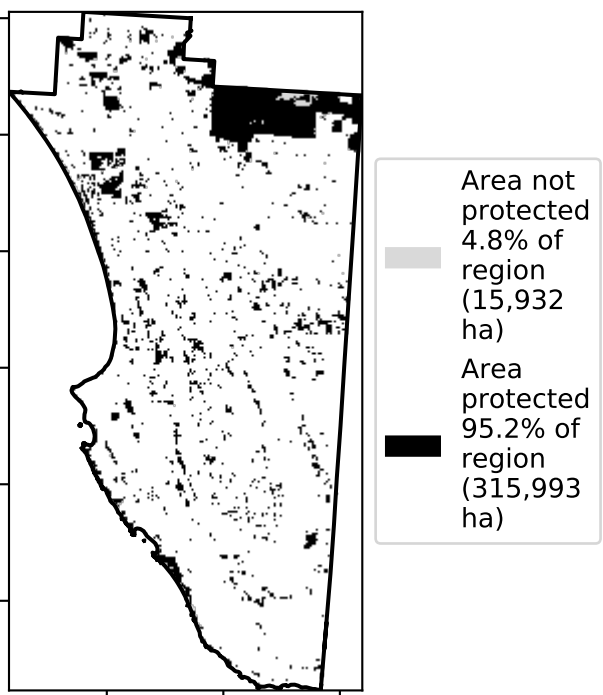 Area not
protected
4.8% of
region
(15,932
ha)
Area
protected
95.2% of
region
(315,993
ha)